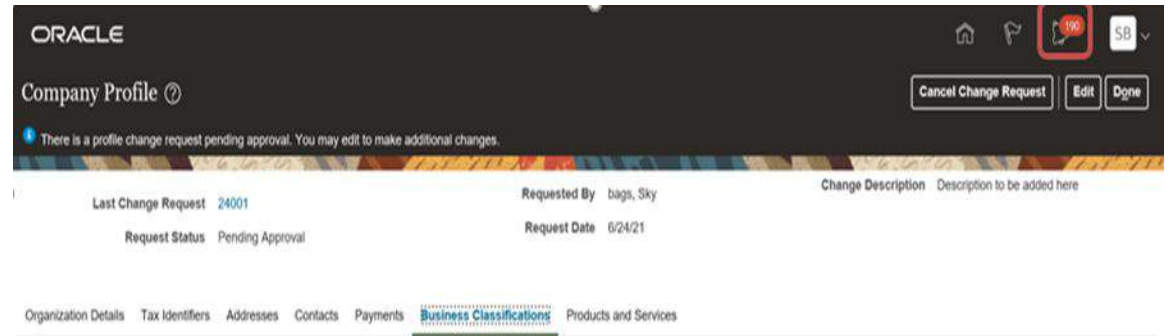 ORACLE
190
SB
Company Profile
Cancel Change Request Edit Done
There is a profile change request pending approval. You may edit to make additional changes.
Last Change Request 24001
Requested By bags, Sky
Change Description Description to be added here
Request Status Pending Approval
Request Date 6/24/21
Organization Details Tax Identifiers Addresses Contacts Payments Business Classifications Products and Services